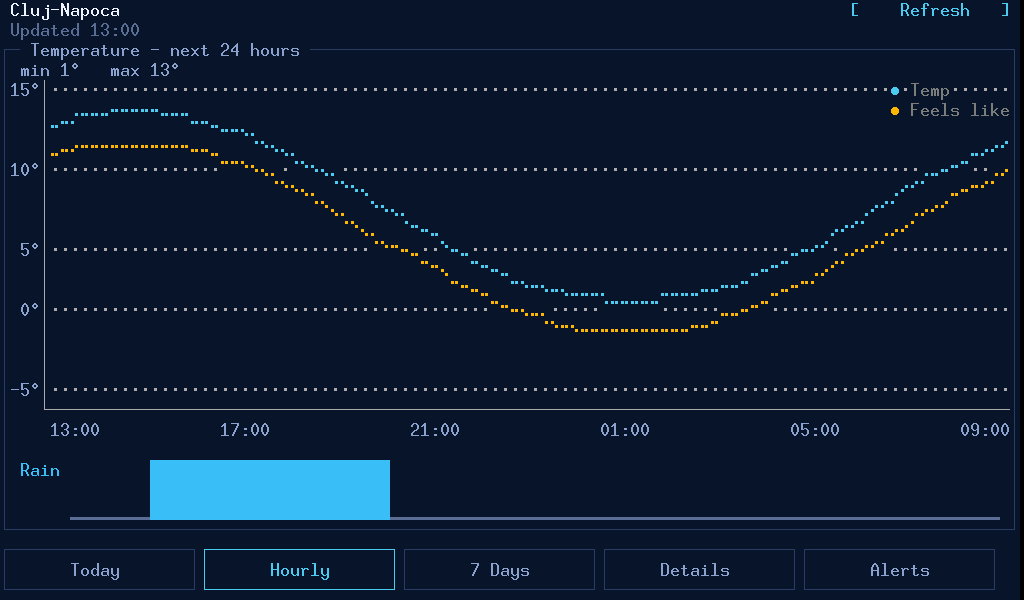 Cluj-Napoca [ Refresh ]
Updated 13:00
Temperature - next 24 hours
min 1° max 13°
15°
Temp
Feels like
10°
5°
0°
-5°
13:00 17:00 21:00 01:00 05:00 09:00
Rain
Today Hourly 7 Days Details Alerts